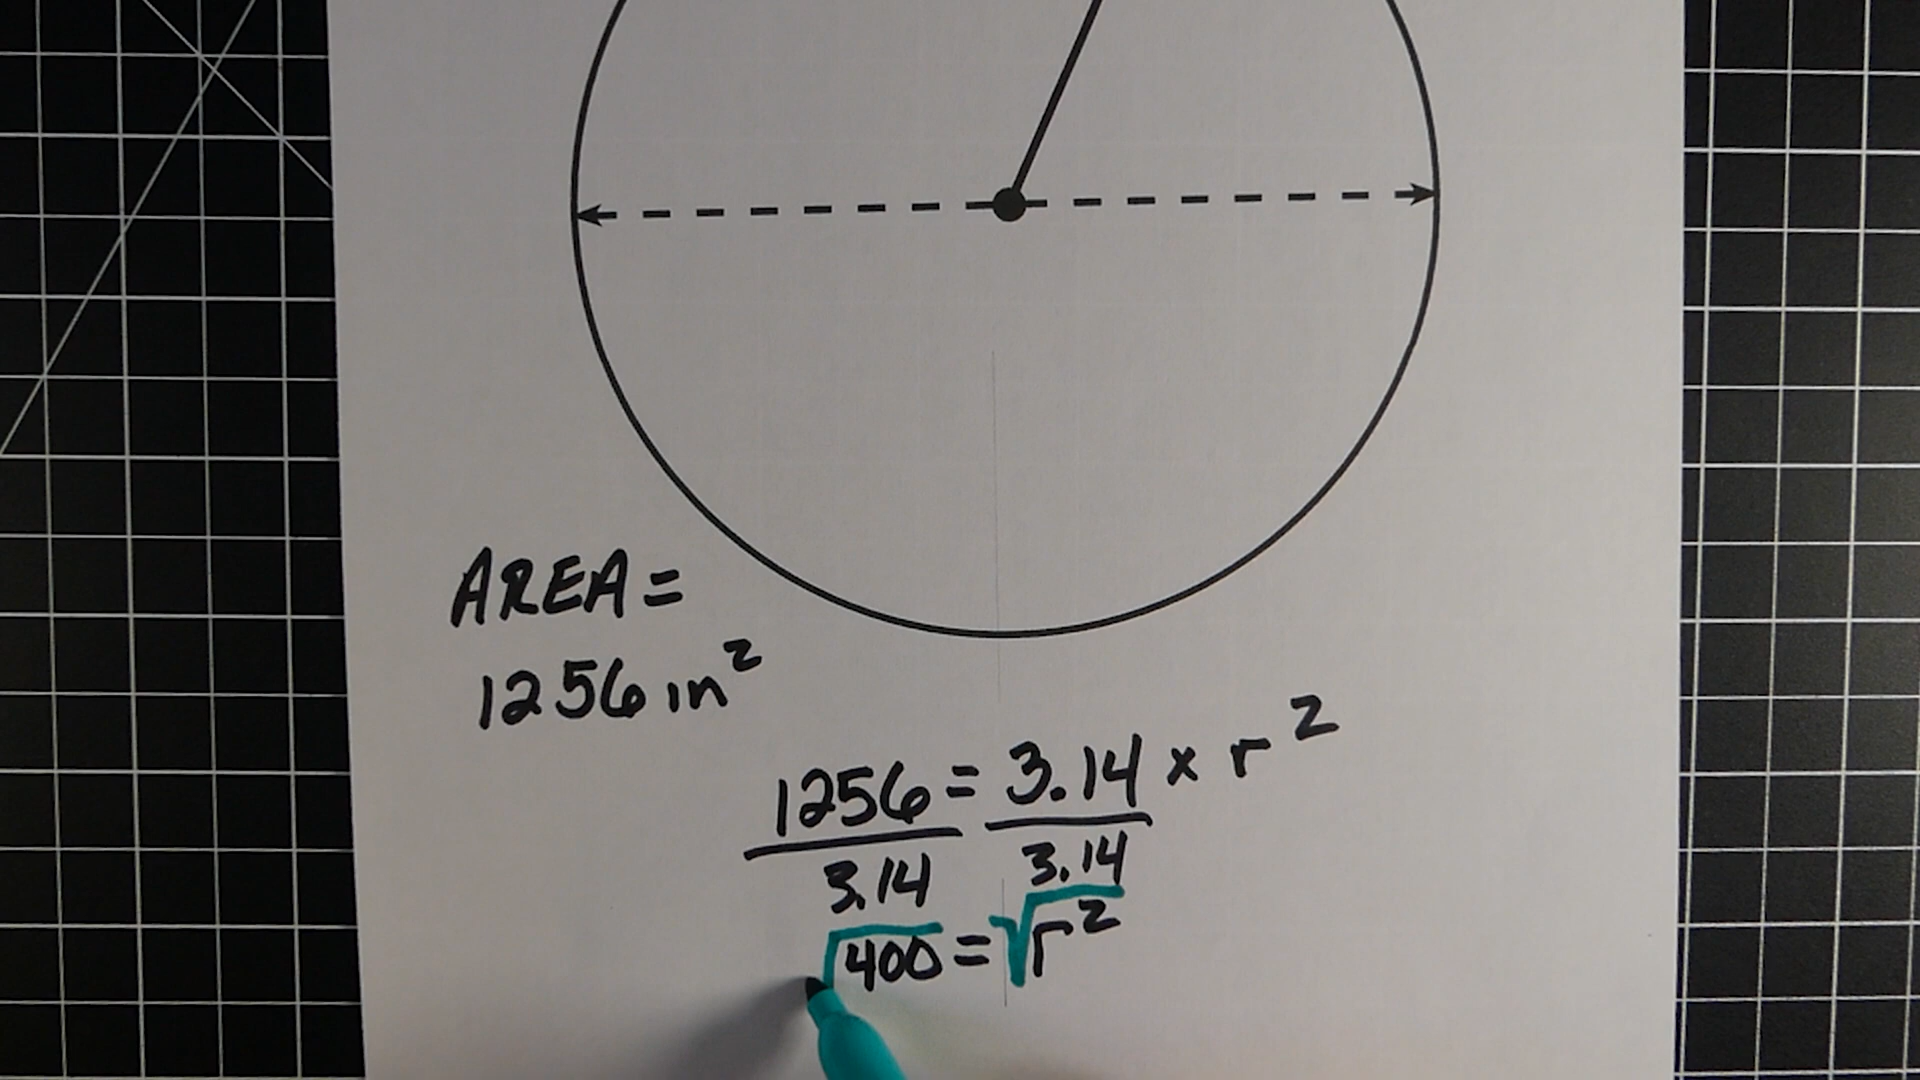 AREA =
1256 in²
1256 = 3.14 x r²
3.14 3.14
√400 = √r²